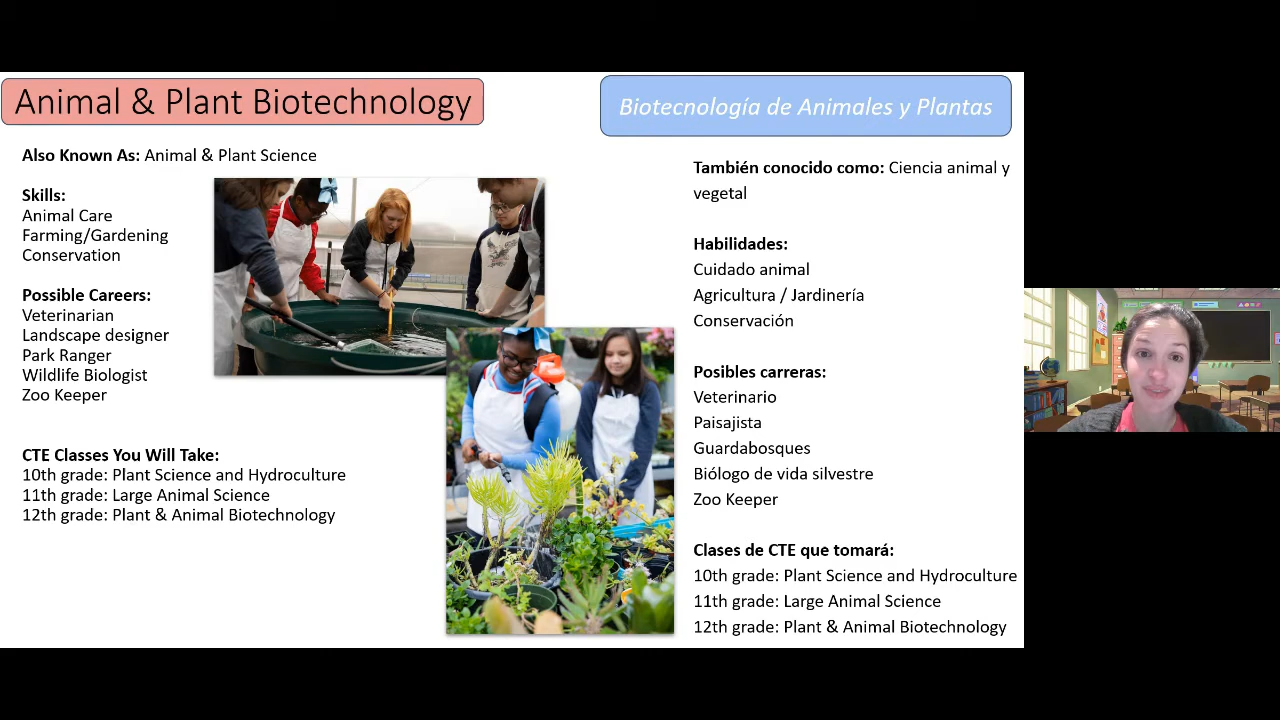 Animal & Plant Biotechnology
Also Known As: Animal & Plant Science
Skills:
Animal Care
Farming/Gardening
Conservation
Possible Careers:
Veterinarian
Landscape designer
Park Ranger
Wildlife Biologist
Zoo Keeper
CTE Classes You Will Take:
10th grade: Plant Science and Hydroculture
11th grade: Large Animal Science
12th grade: Plant & Animal Biotechnology
Biotecnología de Animales y Plantas
También conocido como: Ciencia animal y
vegetal
Habilidades:
Cuidado animal
Agricultura / Jardinería
Conservación
Posibles carreras:
Veterinario
Paisajista
Guardabosques
Biólogo de vida silvestre
Zoo Keeper
Clases de CTE que tomará:
10th grade: Plant Science and Hydroculture
11th grade: Large Animal Science
12th grade: Plant & Animal Biotechnology